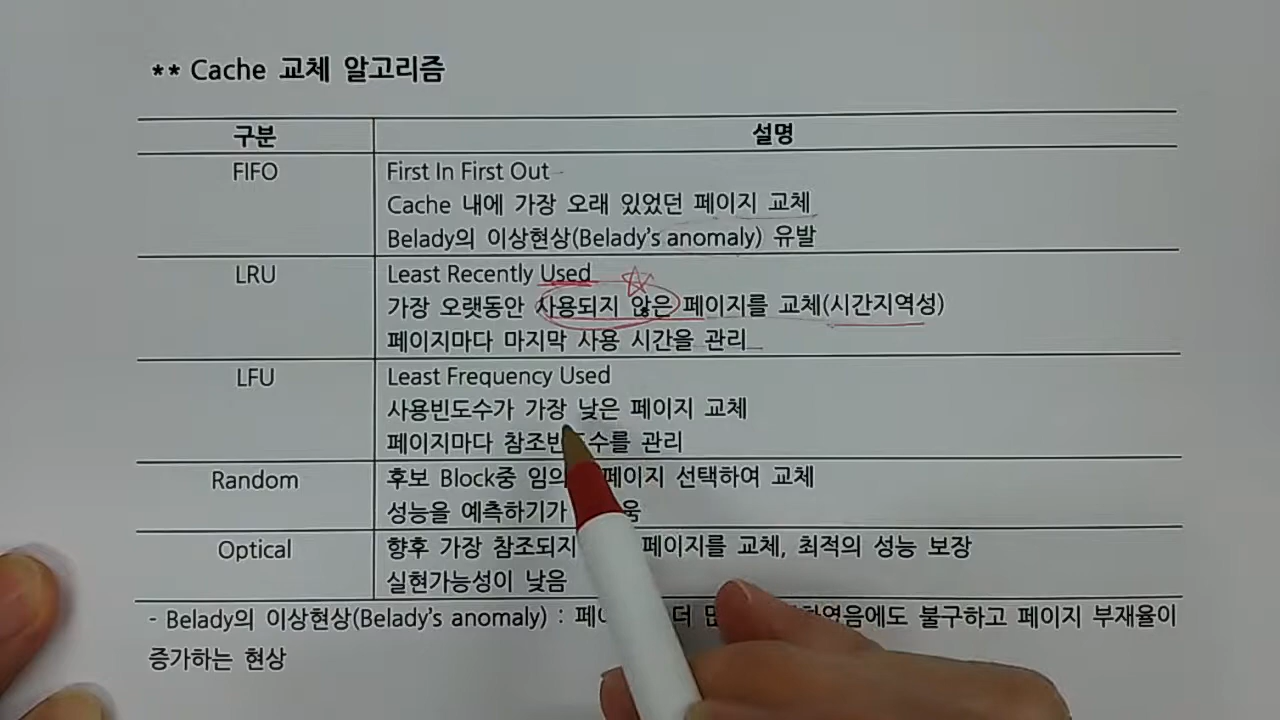 ** Cache 교체 알고리즘
구분 설명
FIFO First In First Out
Cache 내에 가장 오래 있었던 페이지 교체
Belady의 이상현상(Belady's anomaly) 유발
LRU Least Recently Used
가장 오랫동안 사용되지 않은 페이지를 교체(시간지역성)
페이지마다 마지막 사용 시간을 관리
LFU Least Frequency Used
사용빈도수가 가장 낮은 페이지 교체
페이지마다 참조빈도수를 관리
Random 후보 Block중 페이지 선택하여 교체
성능을 예측하기가
Optical 향후 가장 참조되지 페이지를 교체, 최적의 성능 보장
실현가능성이 낮음
- Belady의 이상현상(Belady's anomaly) : 더 불구하고 페이지 부재율이
증가하는 현상